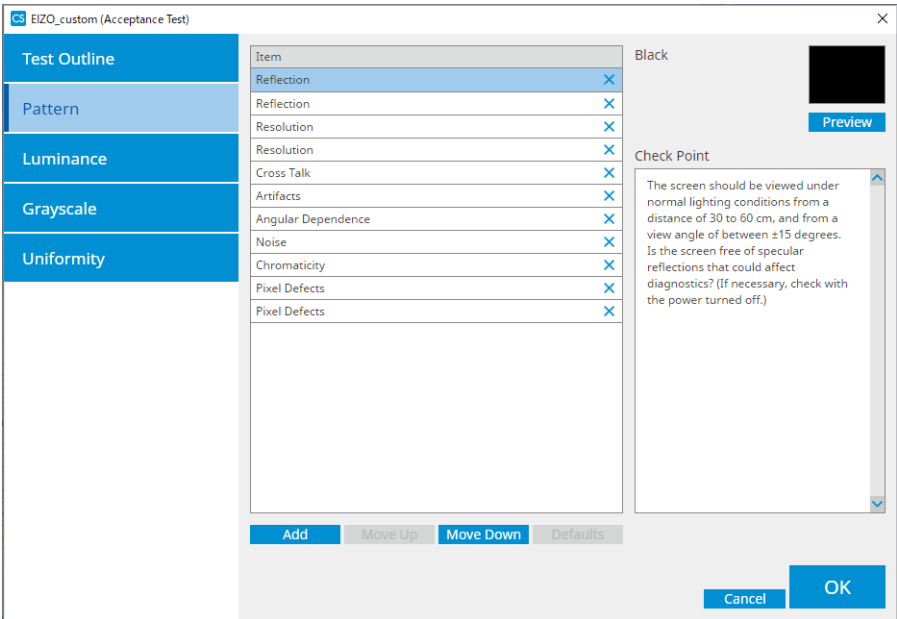 CS EIZO_custom (Acceptance Test)
Test Outline
Pattern
Luminance
Grayscale
Uniformity
Item
Reflection
Reflection
Resolution
Resolution
Cross Talk
Artifacts
Angular Dependence
Noise
Chromaticity
Pixel Defects
Pixel Defects
Add
Move Up
Move Down
Defaults
Black
Preview
Check Point
The screen should be viewed under
normal lighting conditions from a
distance of 30 to 60 cm, and from a
view angle of between ±15 degrees.
Is the screen free of specular
reflections that could affect
diagnostics? (If necessary, check with
the power turned off.)
Cancel
OK